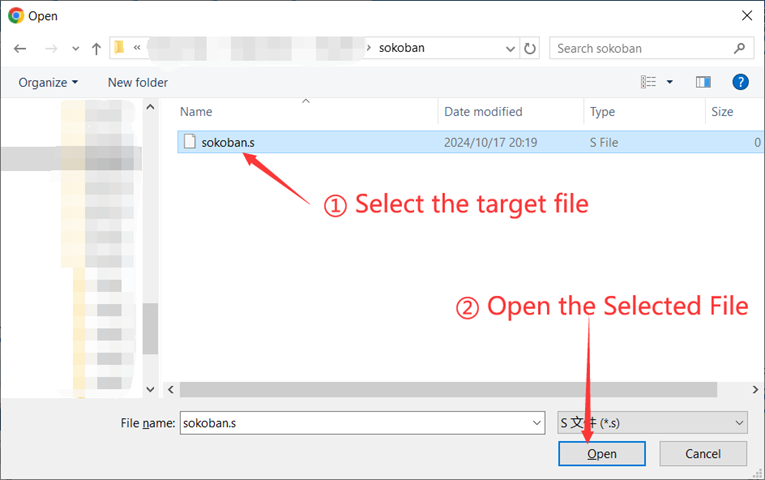 Open
« sokoban
Search sokoban
Organize
New folder
?
Name
Date modified
Type
Size
sokoban.s
2024/10/17 20:19
S File
0
① Select the target file
② Open the Selected File
File name:
sokoban.s
S 文件 (*.s)
Open
Cancel